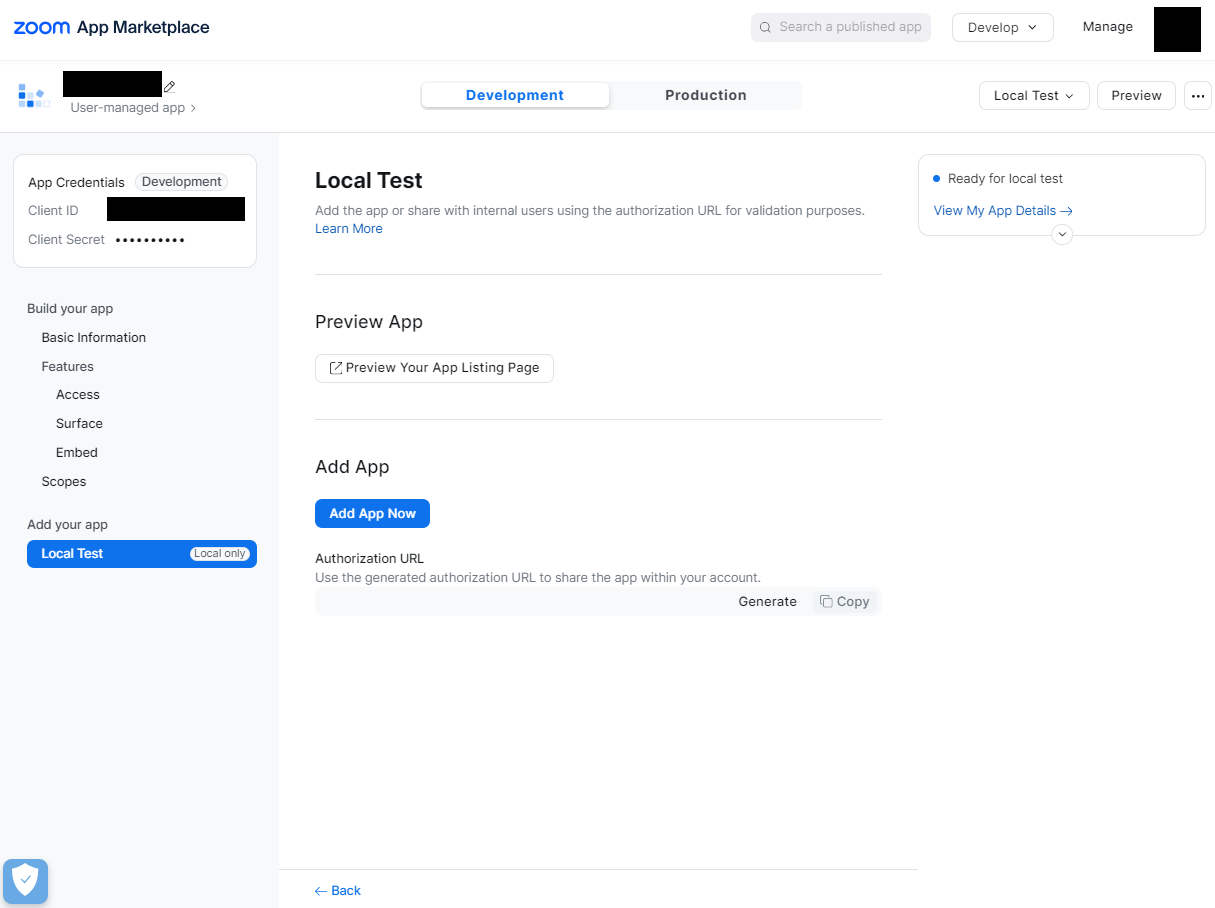 zoom App Marketplace
Search a published app
Develop
Manage
User-managed app
Development
Production
Local Test
Preview
App Credentials Development
Client ID
Client Secret ••••••••••
Build your app
Basic Information
Features
Access
Surface
Embed
Scopes
Add your app
Local Test Local only
Local Test
Add the app or share with internal users using the authorization URL for validation purposes.
Learn More
Preview App
Preview Your App Listing Page
Add App
Add App Now
Authorization URL
Use the generated authorization URL to share the app within your account.
Generate Copy
Ready for local test
View My App Details →
← Back